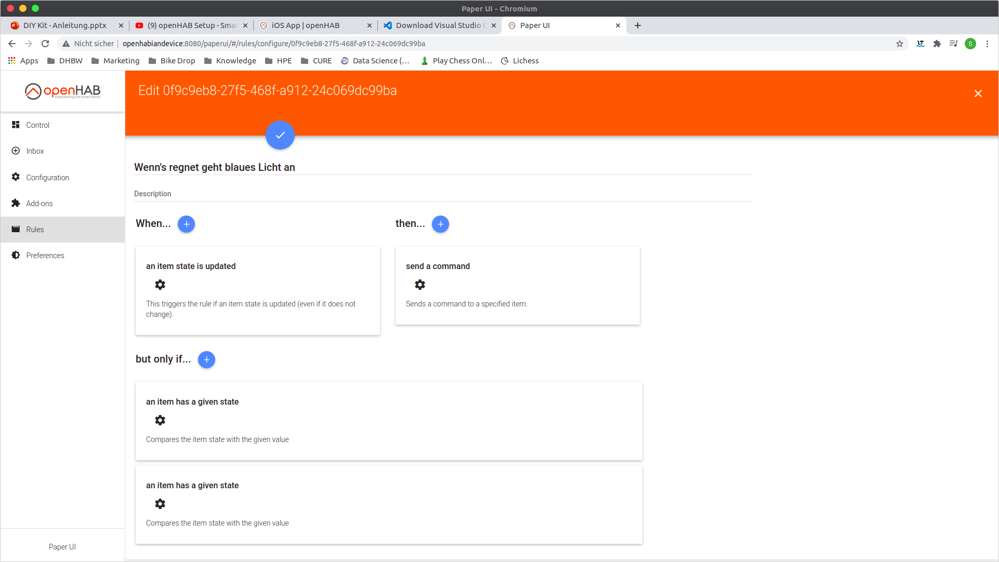 Paper UI - Chromium
DIY Kit - Anleitung.pptx
(9) openHAB Setup - Smar
iOS App | openHAB
Download Visual Studio
Paper UI
Nicht sicher
openhabiandevice:8080/paperui/#/rules/configure/0f9c9eb8-27f5-468f-a912-24c069dc99ba
LT
S
Apps
DHBW
Marketing
Bike Drop
Knowledge
HPE
CURE
Data Science (...
Play Chess Onl...
Lichess
openHAB
empowering the smart home
Edit 0f9c9eb8-27f5-468f-a912-24c069dc99ba
Control
Inbox
Configuration
Add-ons
Rules
Preferences
Paper UI
Wenn's regnet geht blaues Licht an
Description
When...
then...
an item state is updated
This triggers the rule if an item state is updated (even if it does not
change).
send a command
Sends a command to a specified item.
but only if...
an item has a given state
Compares the item state with the given value
an item has a given state
Compares the item state with the given value